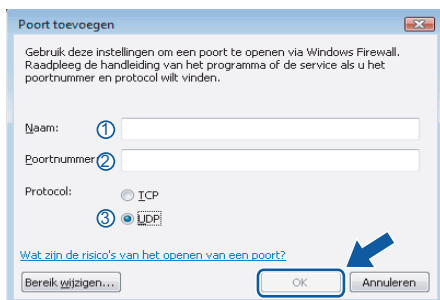 Poort toevoegen
Gebruik deze instellingen om een poort te openen via Windows Firewall.
Raadpleeg de handleiding van het programma of de service als u het
poortnummer en protocol wilt vinden.
Naam: 1
Poortnummer: 2
Protocol: TCP
3 UDP
Wat zijn de risico's van het openen van een poort?
Bereik wijzigen... OK Annuleren